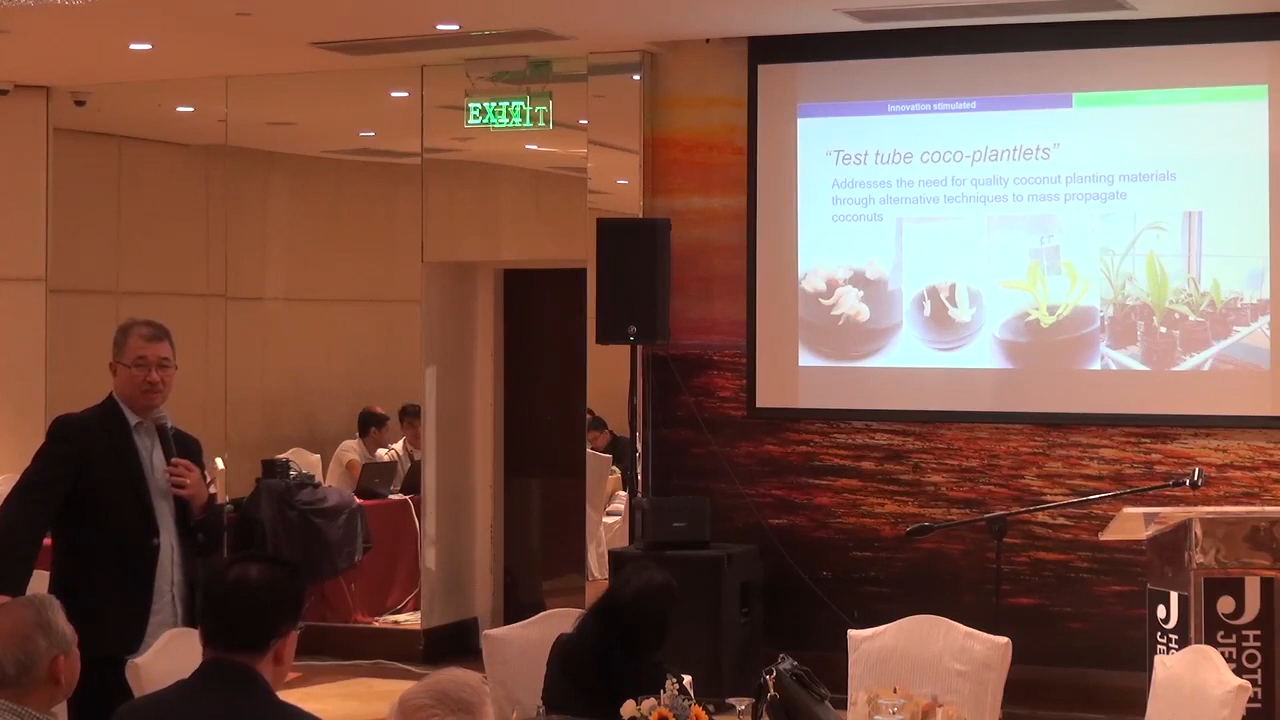 EXIT
EXIT
Innovation stimulated
“Test tube coco-plantlets”
Addresses the need for quality coconut planting materials
through alternative techniques to mass propagate
coconuts
HOTEL